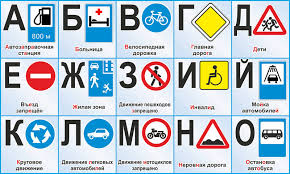 А Б В Г Д
800 м
Автозаправочная станция
Больница
Велосипедная дорожка
Главная дорога
Дети
Е Ж З И Й
Въезд запрещён
Жилая зона
Движение пешеходов запрещено
Инвалид
Мойка автомобилей
К Л М Н О
Круговое движение
Движение легковых автомобилей
Движение мотоциклов запрещено
Неровная дорога
Остановка автобуса